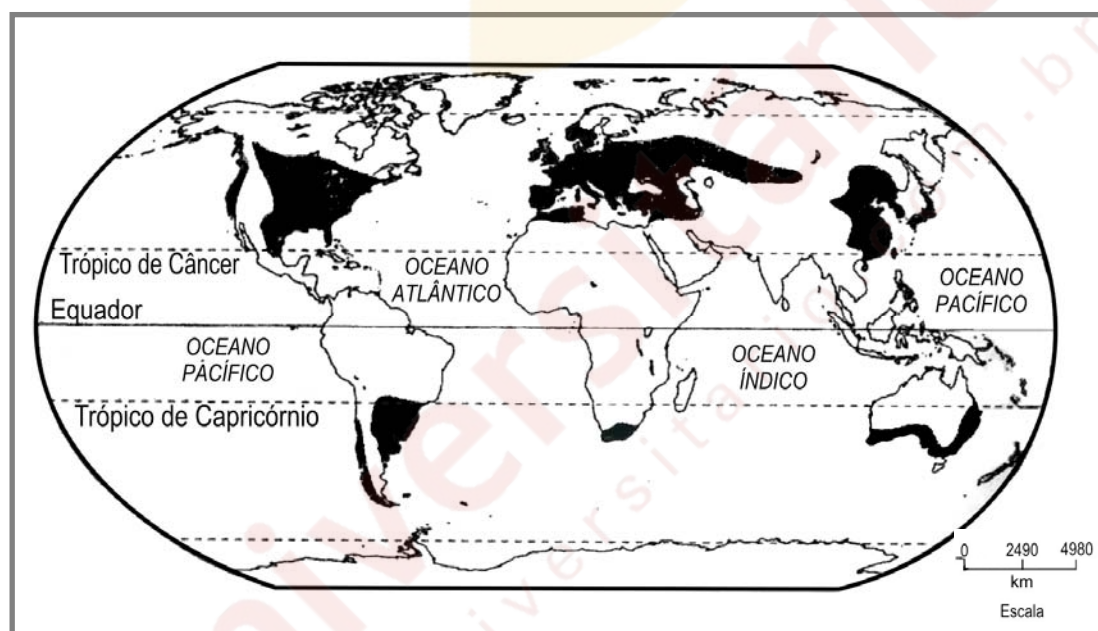 Trópico de Câncer
OCEANO
ATLÂNTICO
OCEANO
PACÍFICO
Equador
OCEANO
PACÍFICO
OCEANO
ÍNDICO
Trópico de Capricórnio
0 2490 4980
km
Escala